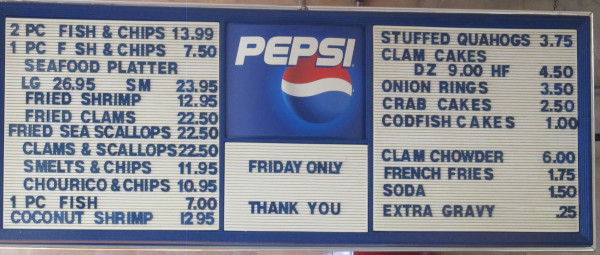 2 PC FISH & CHIPS 13.99
1 PC F SH & CHIPS 7.50
SEAFOOD PLATTER
LG 26.95 SM 23.95
FRIED SHRIMP 12.95
FRIED CLAMS 22.50
FRIED SEA SCALLOPS 22.50
CLAMS & SCALLOPS 22.50
SMELTS & CHIPS 11.95
CHOURICO & CHIPS 10.95
1 PC FISH 7.00
COCONUT SHRIMP 12 95
PEPSI
FRIDAY ONLY
THANK YOU
STUFFED QUAHOGS 3.75
CLAM CAKES
DZ 9.00 HF 4.50
ONION RINGS 3.50
CRAB CAKES 2.50
CODFISH CAKES 1.00
CLAM CHOWDER 6.00
FRENCH FRIES 1.75
SODA 1.50
EXTRA GRAVY .25